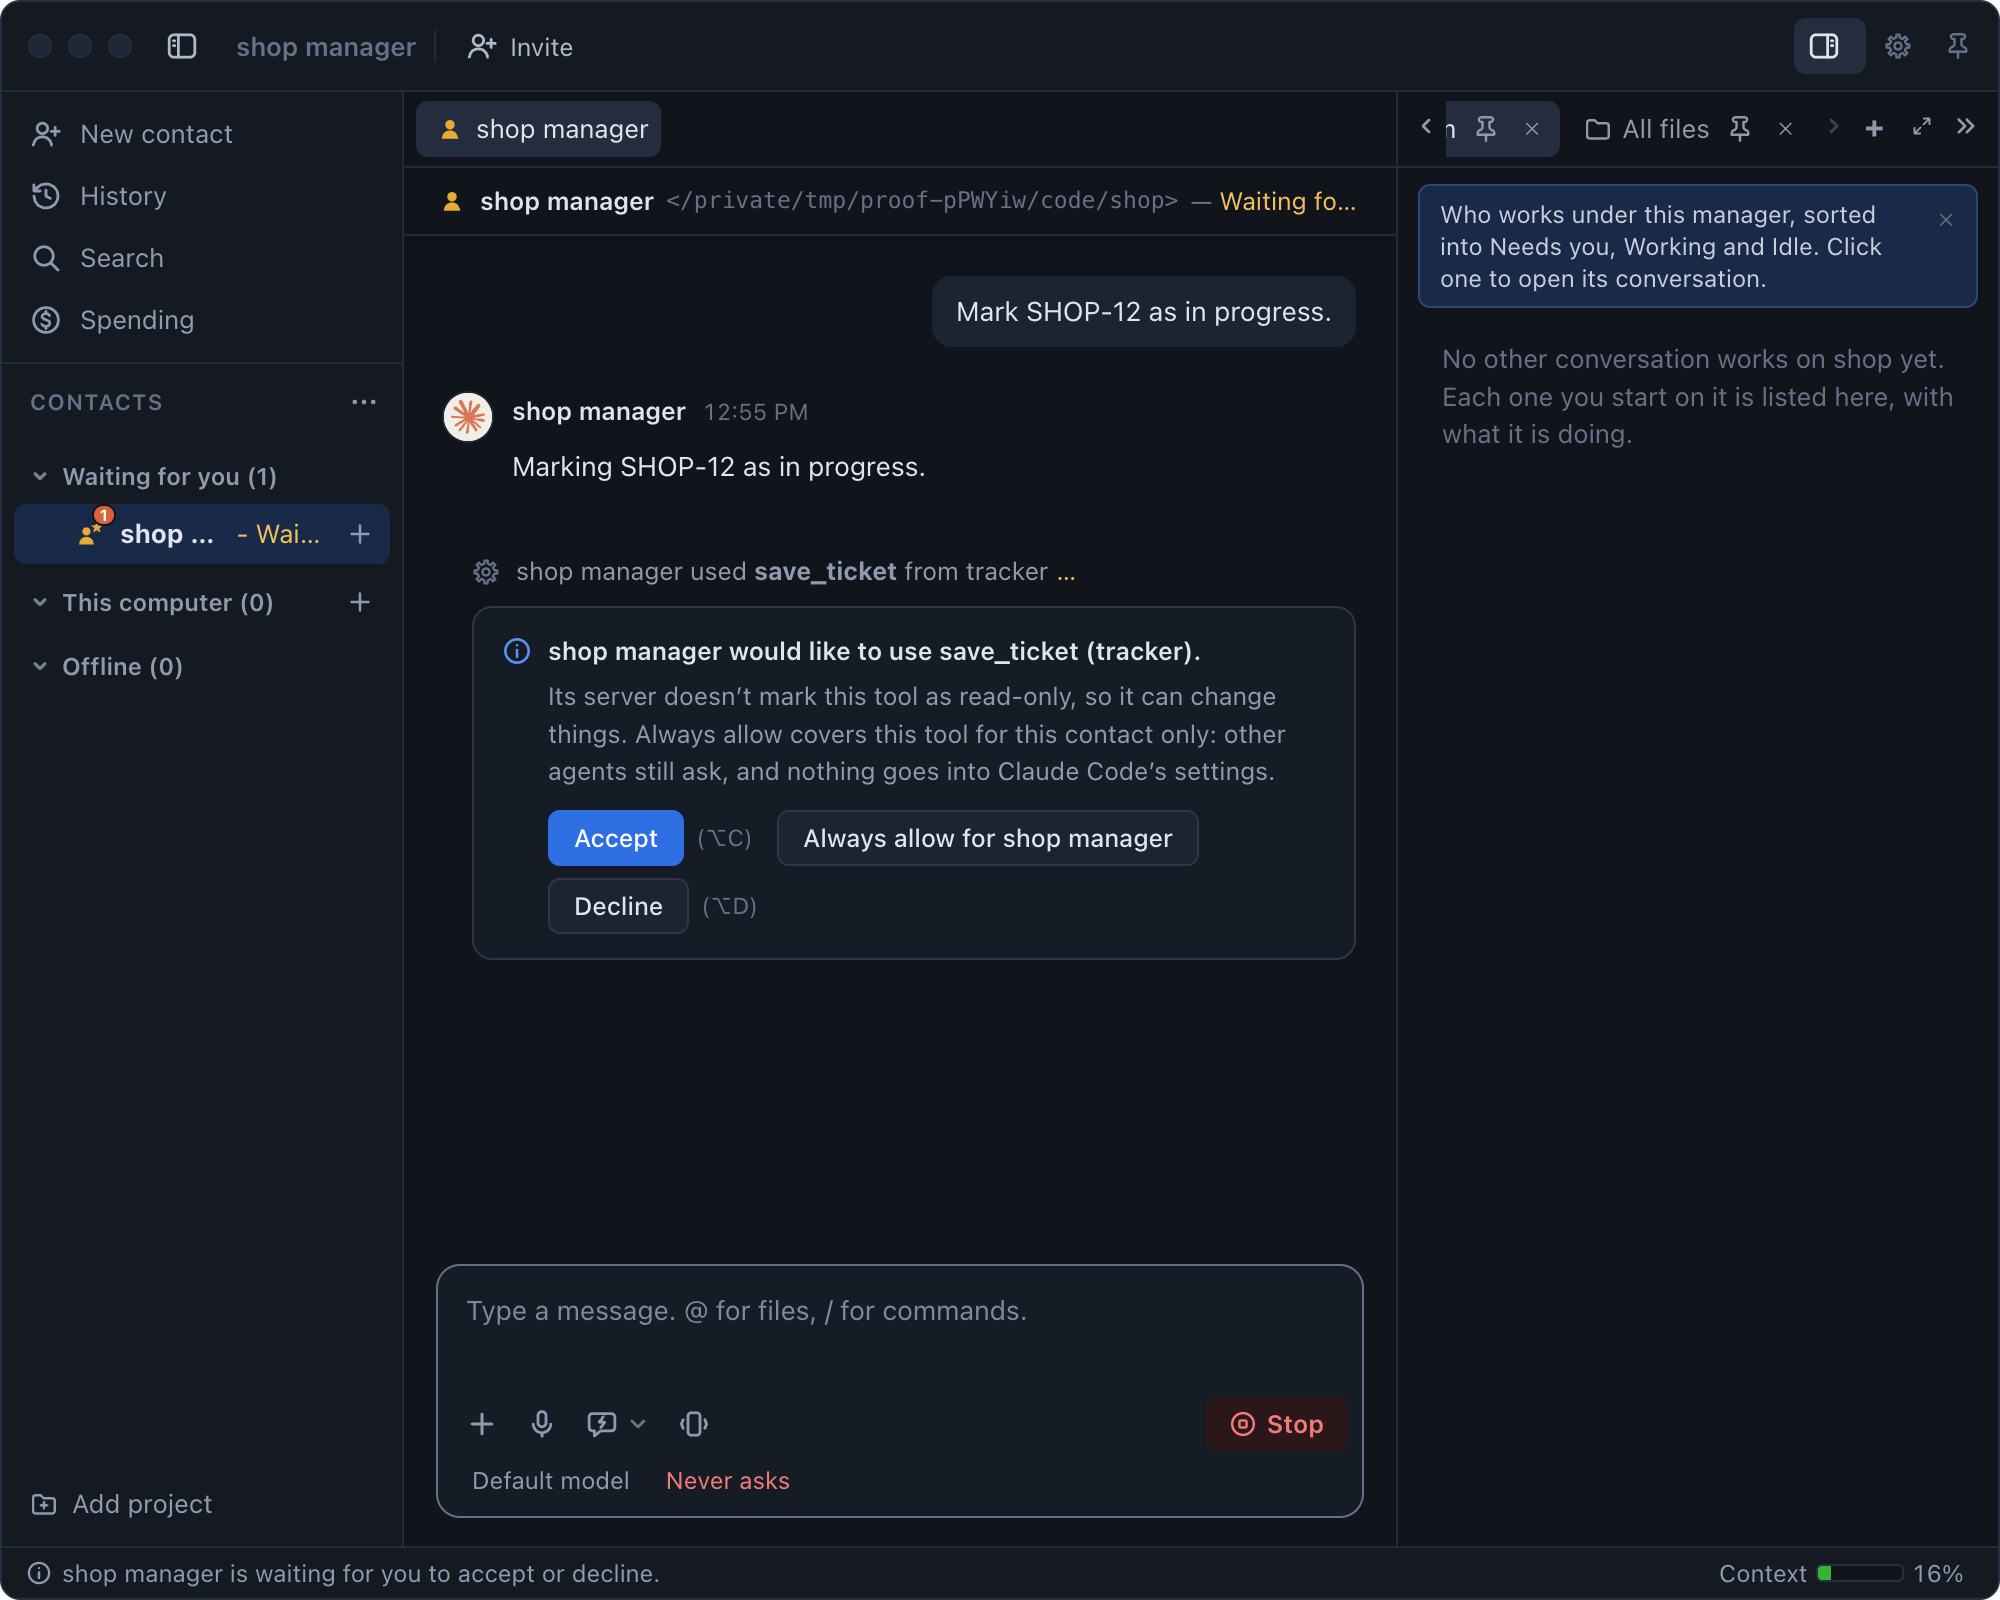 shop manager
Invite
New contact
History
Search
Spending
CONTACTS
Waiting for you (1)
1
shop ... - Wai...
This computer (0)
Offline (0)
Add project
shop manager
shop manager </private/tmp/proof-pPWYiw/code/shop> — Waiting fo...
Mark SHOP-12 as in progress.
shop manager 12:55 PM
Marking SHOP-12 as in progress.
shop manager used save_ticket from tracker ...
shop manager would like to use save_ticket (tracker).
Its server doesn’t mark this tool as read-only, so it can change
things. Always allow covers this tool for this contact only: other
agents still ask, and nothing goes into Claude Code’s settings.
Accept (⌥C) Always allow for shop manager
Decline (⌥D)
Type a message. @ for files, / for commands.
Stop
Default model Never asks
All files
Who works under this manager, sorted
into Needs you, Working and Idle. Click
one to open its conversation.
No other conversation works on shop yet.
Each one you start on it is listed here, with
what it is doing.
shop manager is waiting for you to accept or decline.
Context 16%